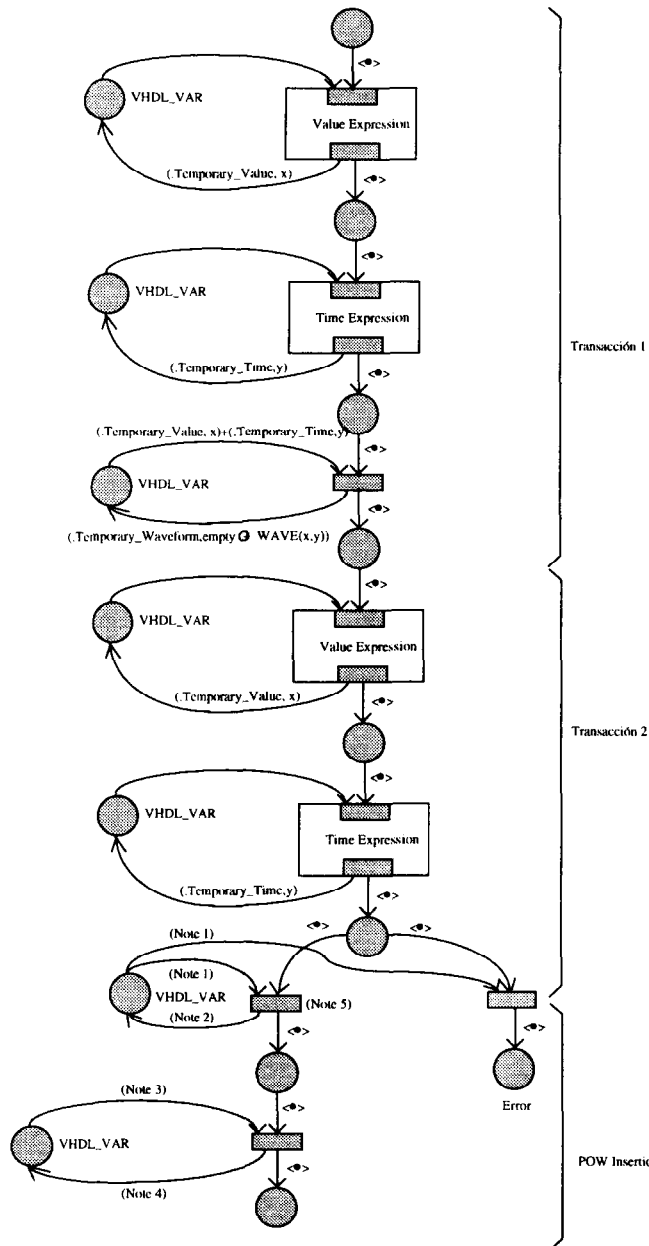 <•>
VHDL_VAR
Value Expression
(.Temporary_Value, x)
<•>
<•>
VHDL_VAR
Time Expression
Transacción 1
(.Temporary_Time,y)
<•>
(.Temporary_Value, x)+(.Temporary_Time,y)
<•>
VHDL_VAR
<•>
(.Temporary_Waveform,empty WAVE(x,y))
<•>
VHDL_VAR
Value Expression
(.Temporary_Value, x)
<•>
Transacción 2
<•>
VHDL_VAR
Time Expression
(.Temporary_Time,y)
<•>
<•> <•>
(Note 1)
(Note 1)
VHDL_VAR
(Note 5)
(Note 2)
<•> <•>
(Note 3)
<•>
Error
VHDL_VAR
<•>
POW Insertic
(Note 4)